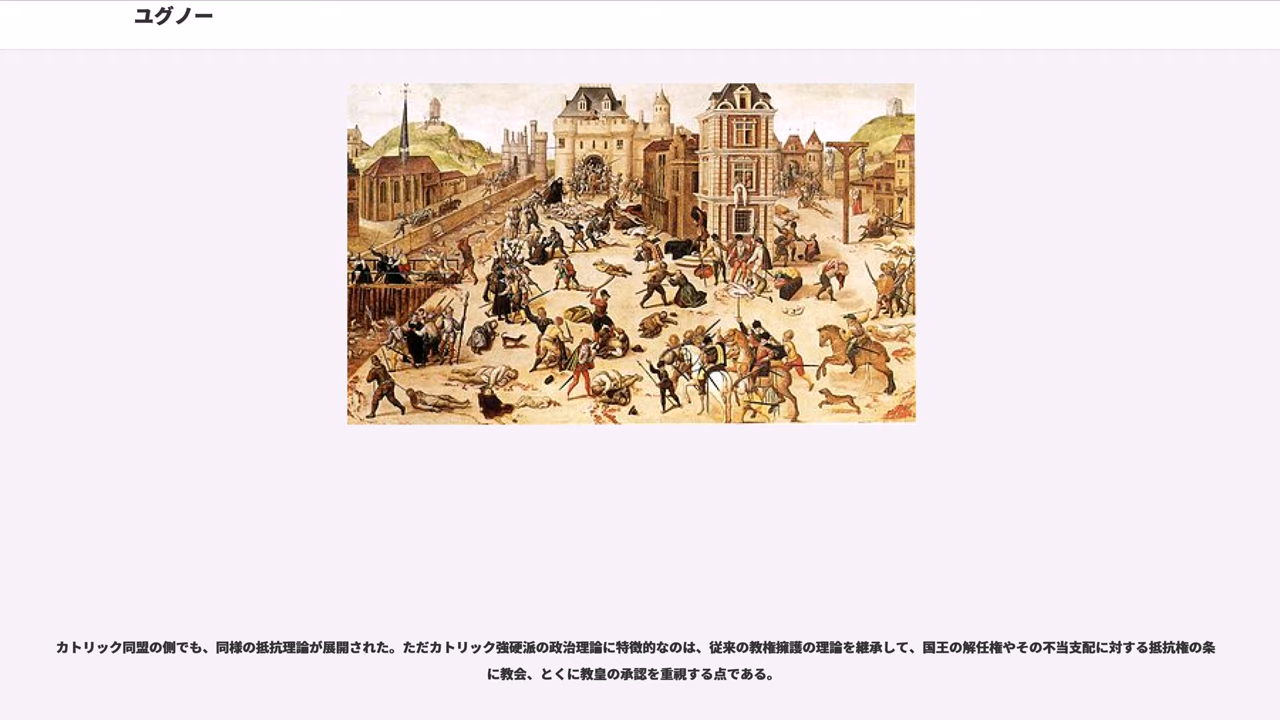 ユグノー
カトリック同盟の側でも、同様の抵抗理論が展開された。ただカトリック強硬派の政治理論に特徴的なのは、従来の教権擁護の理論を継承して、国王の解任権やその不当支配に対する抵抗権の条
に教会、とくに教皇の承認を重視する点である。